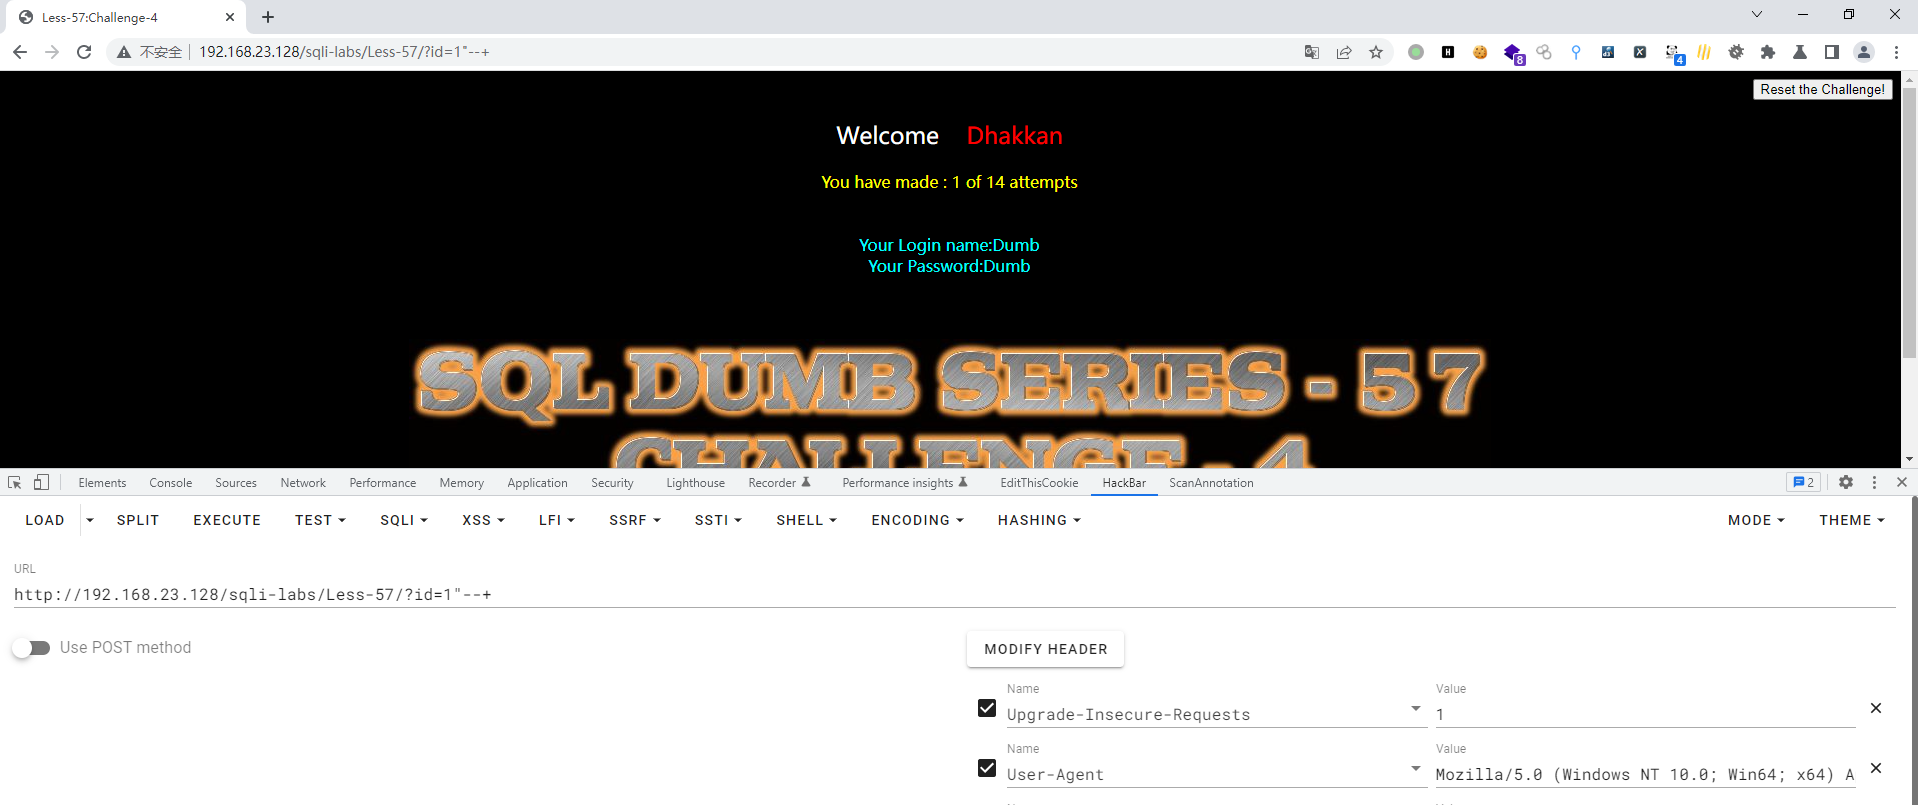 Less-57:Challenge-4
不安全 192.168.23.128/sqli-labs/Less-57/?id=1"--+
8
4
Reset the Challenge!
Welcome Dhakkan
You have made : 1 of 14 attempts
Your Login name:Dumb
Your Password:Dumb
SQL DUMB SERIES - 57
CHALLENGE - 4
Elements Console Sources Network Performance Memory Application Security Lighthouse Recorder Performance insights EditThisCookie HackBar ScanAnnotation 2
LOAD SPLIT EXECUTE TEST SQLI XSS LFI SSRF SSTI SHELL ENCODING HASHING MODE THEME
URL
http://192.168.23.128/sqli-labs/Less-57/?id=1"--+
Use POST method
MODIFY HEADER
Name Value
Upgrade-Insecure-Requests 1
Name Value
User-Agent Mozilla/5.0 (Windows NT 10.0; Win64; x64) A